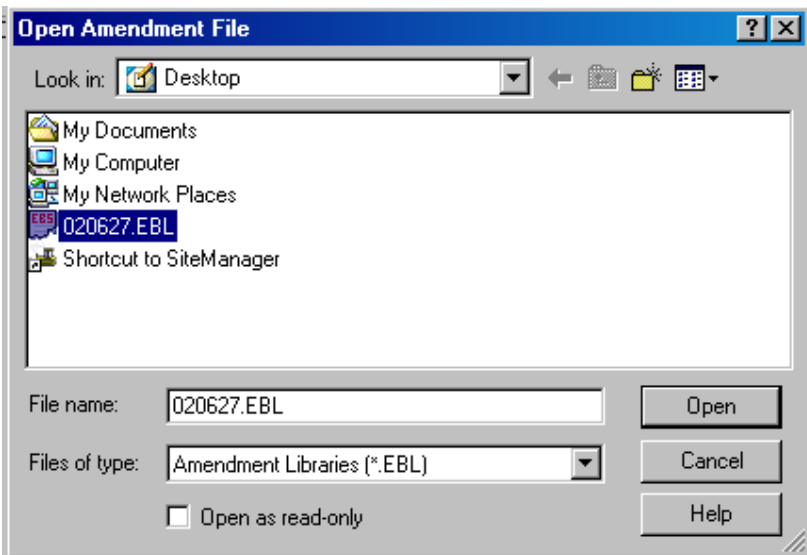 Open Amendment File
Look in: Desktop
My Documents
My Computer
My Network Places
EBS 020627.EBL
Shortcut to SiteManager
File name: 020627.EBL Open
Files of type: Amendment Libraries (*.EBL) Cancel
Open as read-only Help